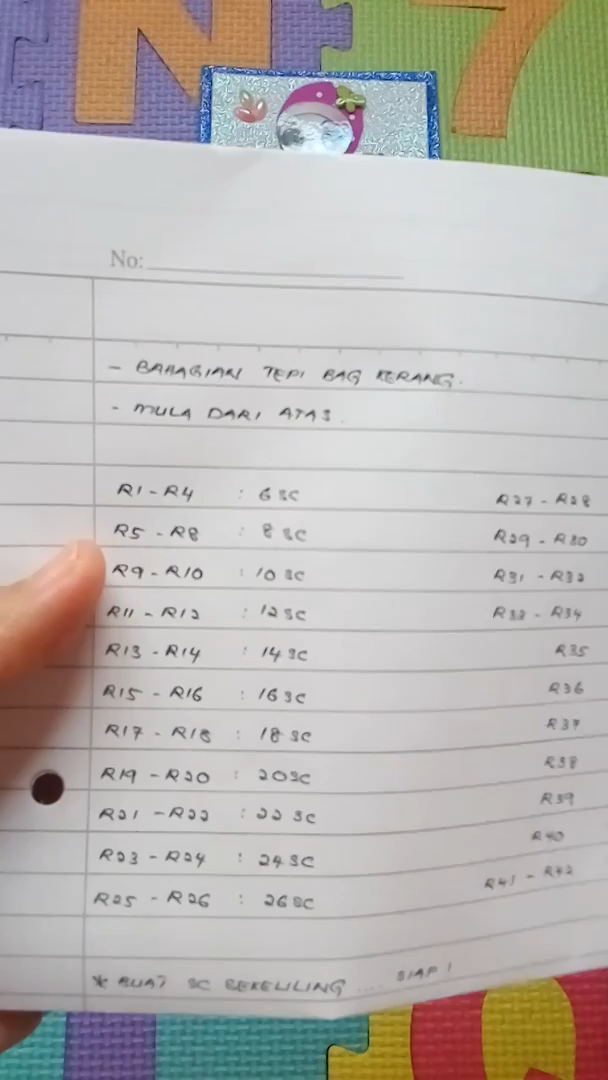 No:
- BAHAGIAN TEPI BAG KERANG.
- MULA DARI ATAS.
R1 - R4 : 6 SC
R5 - R8 : 8 SC
R9 - R10 : 10 SC
R11 - R12 : 12 SC
R13 - R14 : 14 SC
R15 - R16 : 16 SC
R17 - R18 : 18 SC
R19 - R20 : 20 SC
R21 - R22 : 22 SC
R23 - R24 : 24 SC
R25 - R26 : 26 SC
R27 - R28
R29 - R30
R31 - R32
R33 - R34
R35
R36
R37
R38
R39
R40
R41 - R42
* BUAT SC BEKELILING ... SIAP!
N
7